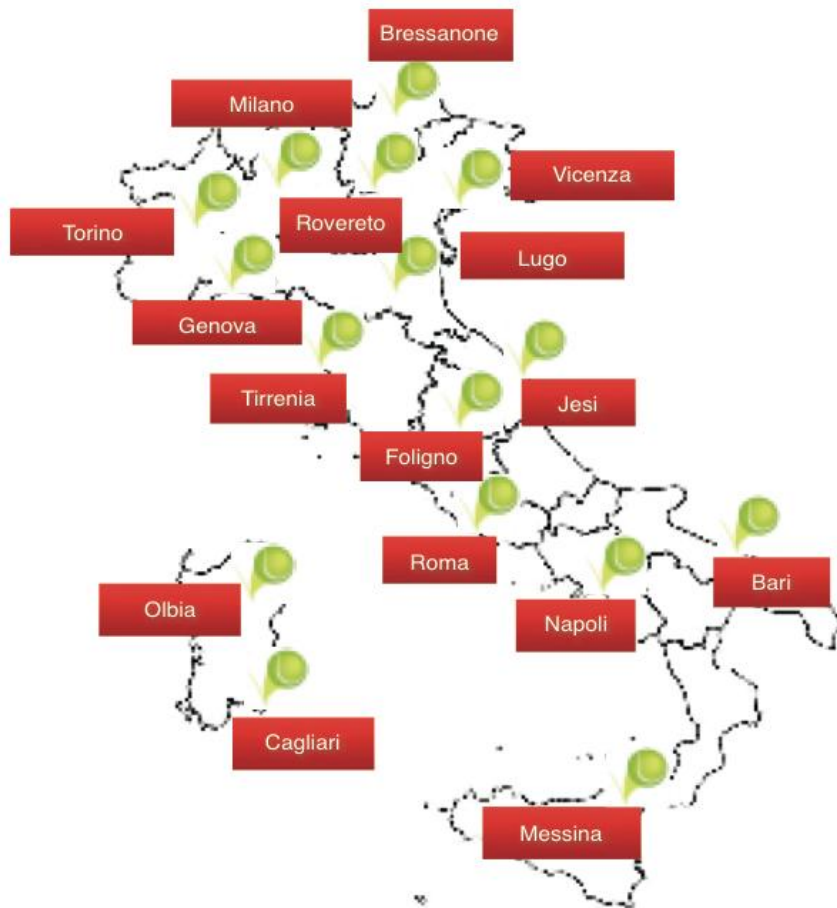 Bressanone
Milano
Vicenza
Rovereto
Torino
Lugo
Genova
Tirrenia
Jesi
Foligno
Roma
Bari
Olbia
Napoli
Cagliari
Messina